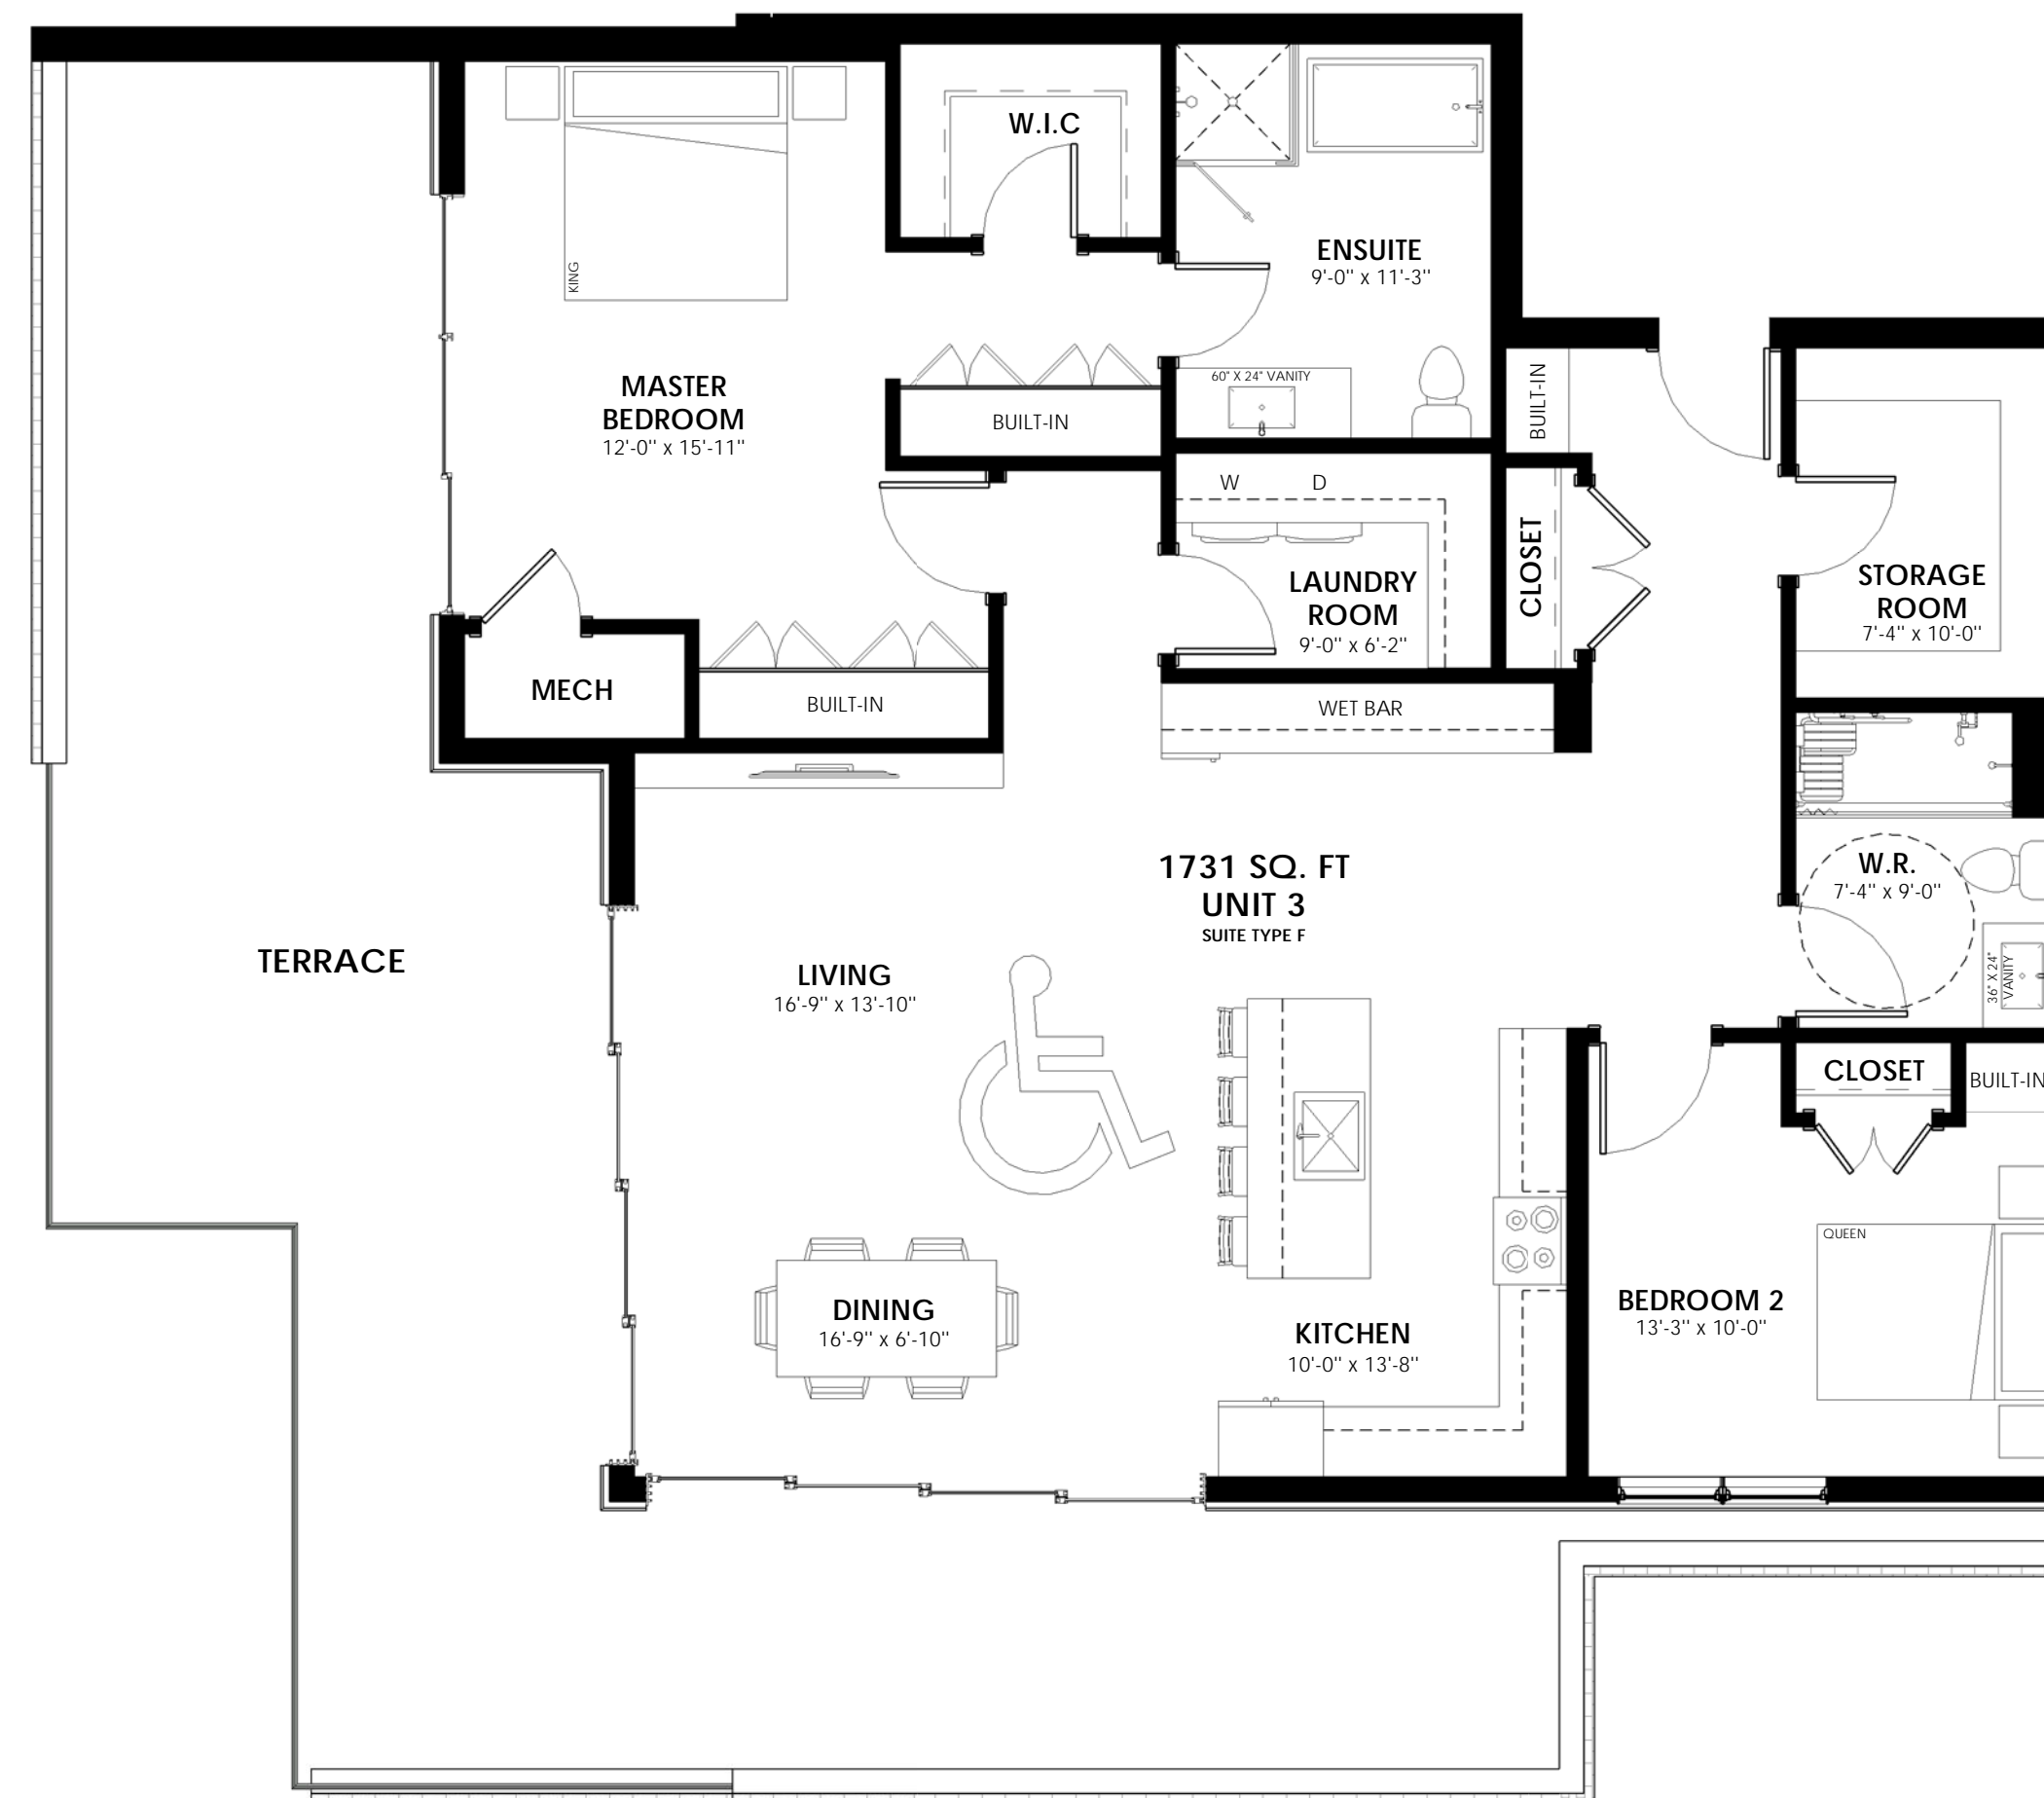 W.I.C
ENSUITE
9'-0" x 11'-3"
KING
60" X 24" VANITY
MASTER
BEDROOM
12'-0" x 15'-11"
BUILT-IN
BUILT-IN
W
D
CLOSET
LAUNDRY
ROOM
9'-0" x 6'-2"
STORAGE
ROOM
7'-4" x 10'-0"
MECH
BUILT-IN
WET BAR
1731 SQ. FT
UNIT 3
SUITE TYPE F
W.R.
7'-4" x 9'-0"
36" X 24"
VANITY
TERRACE
LIVING
16'-9" x 13'-10"
CLOSET
BUILT-IN
QUEEN
DINING
16'-9" x 6'-10"
KITCHEN
10'-0" x 13'-8"
BEDROOM 2
13'-3" x 10'-0"